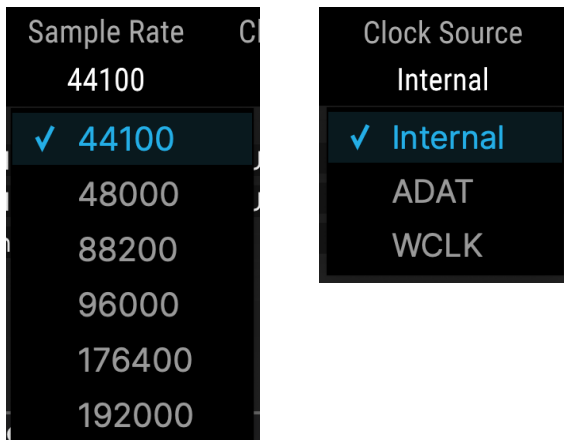 Sample Rate
44100
✓ 44100
48000
88200
96000
176400
192000
Clock Source
Internal
✓ Internal
ADAT
WCLK